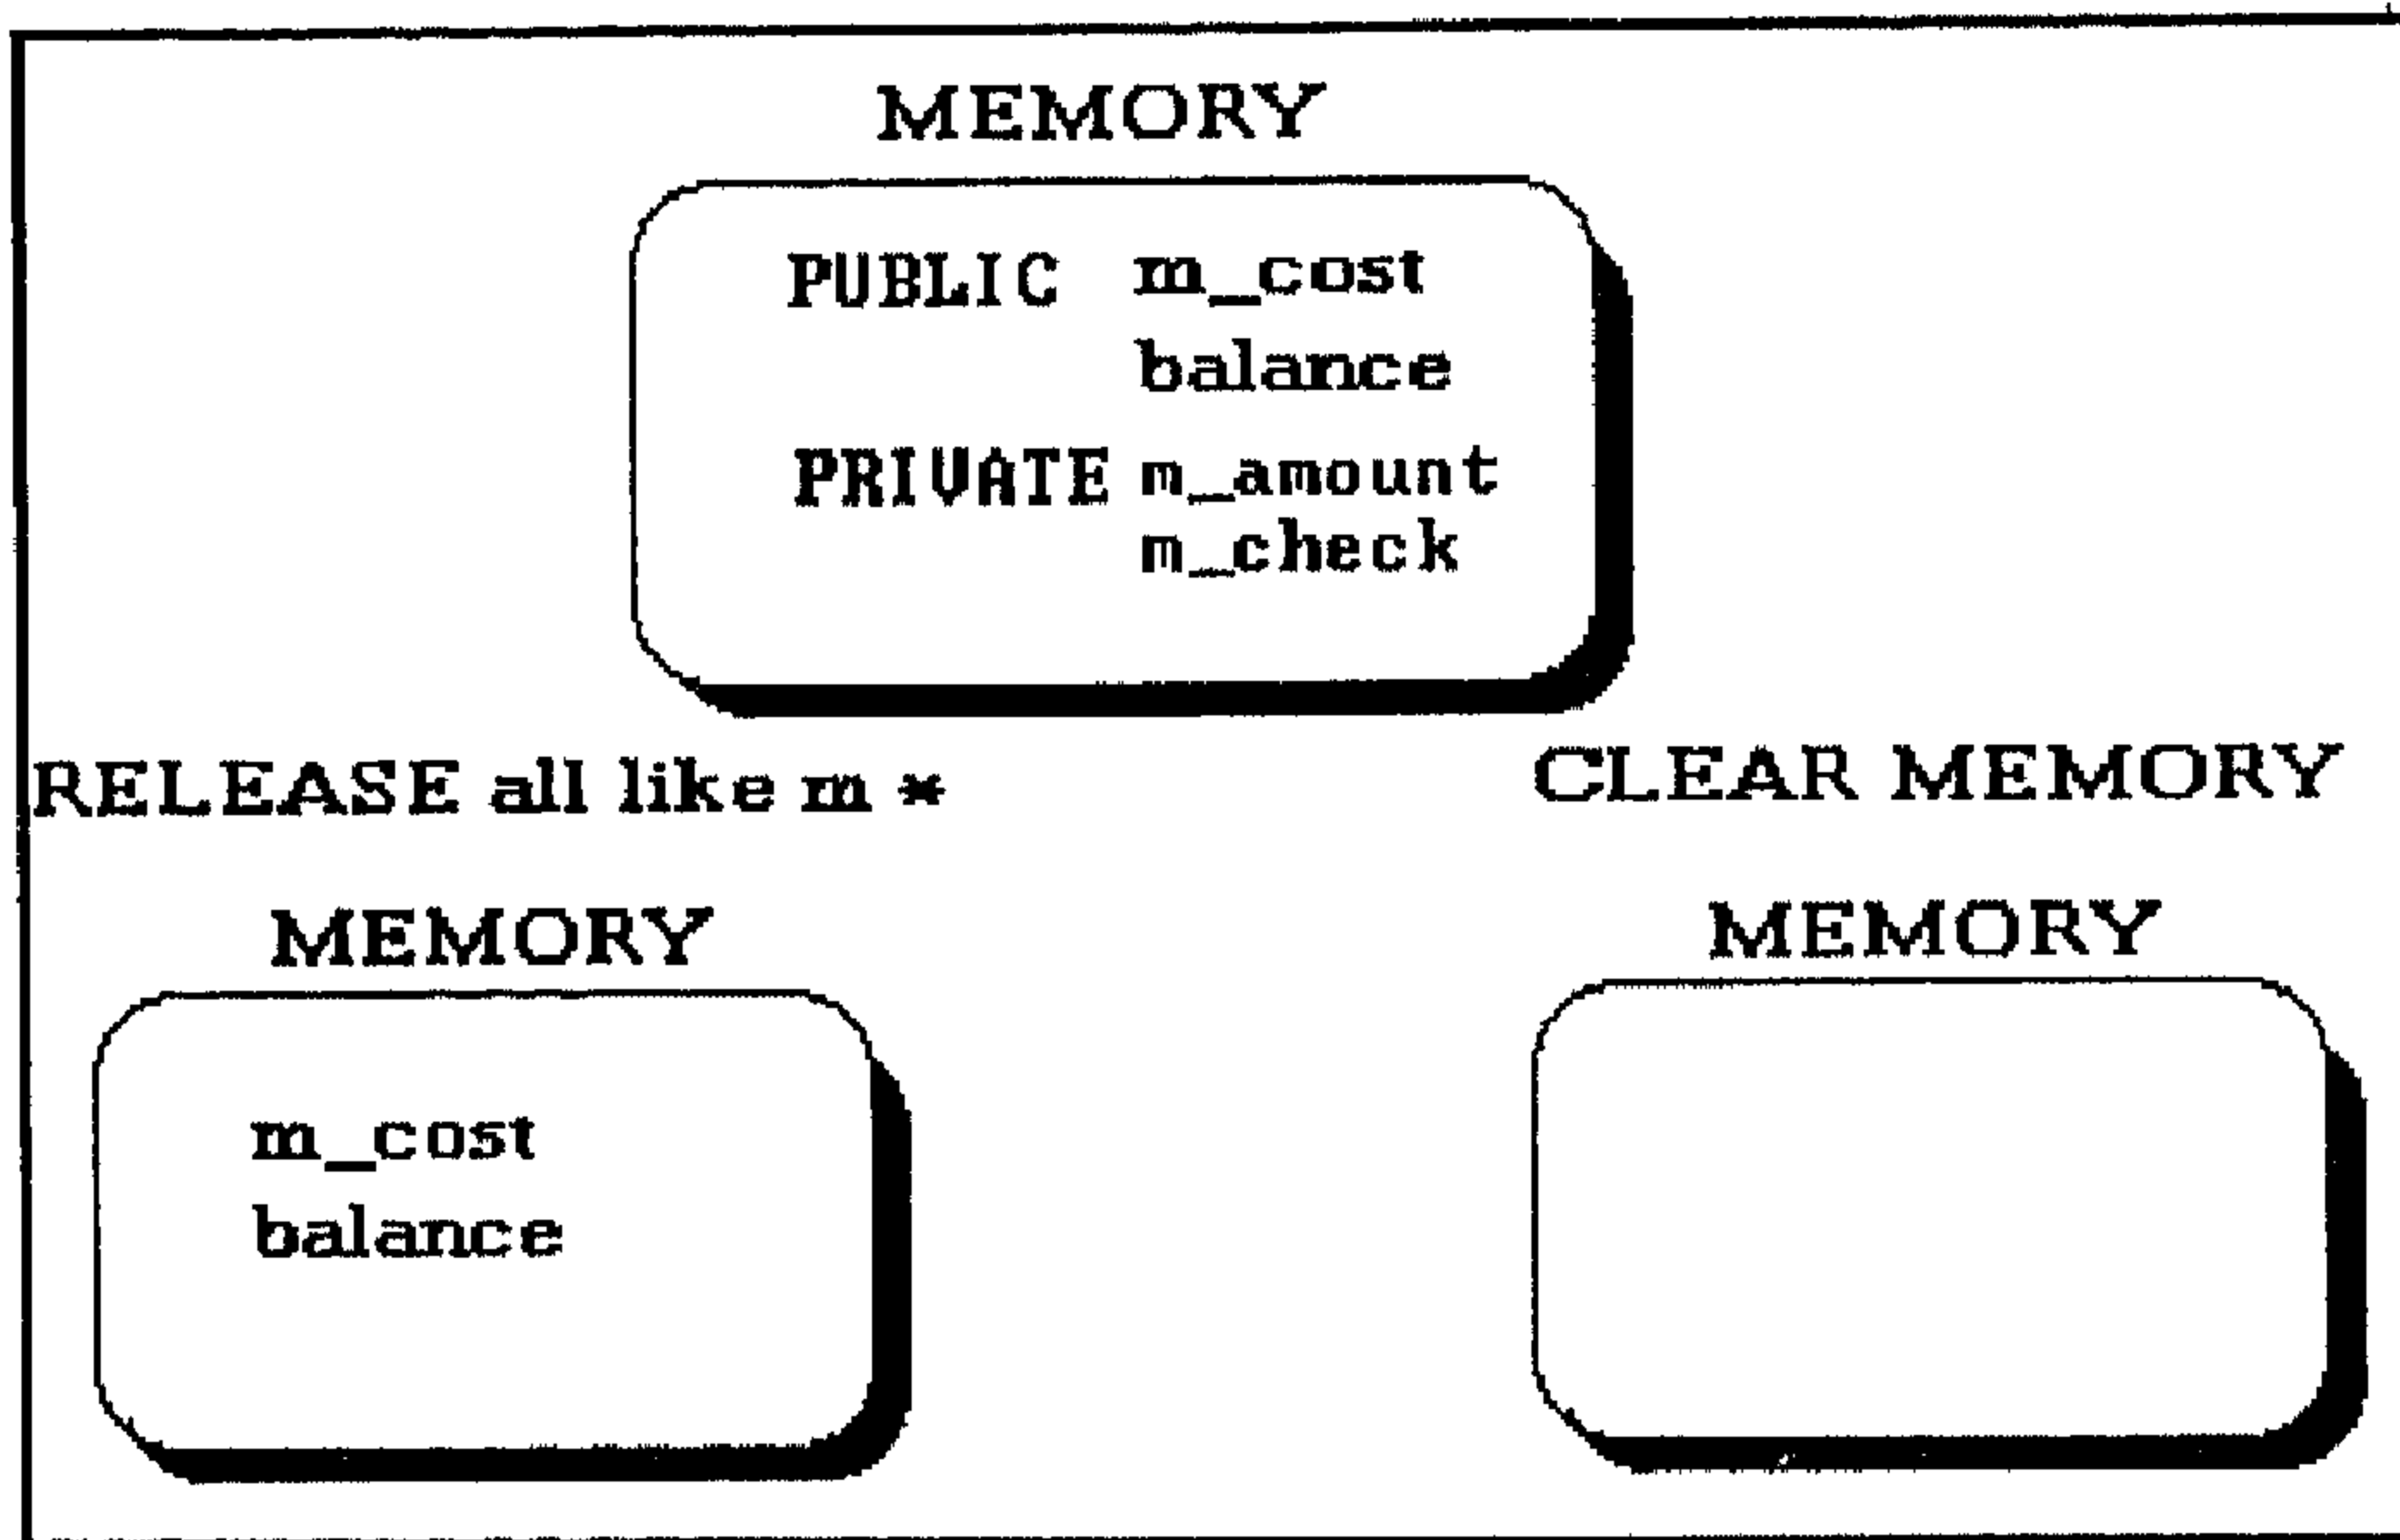 MEMORY
PUBLIC m_cost
balance
PRIVATE m_amount
m_check
RELEASE all like m * CLEAR MEMORY
MEMORY MEMORY
m_cost
balance